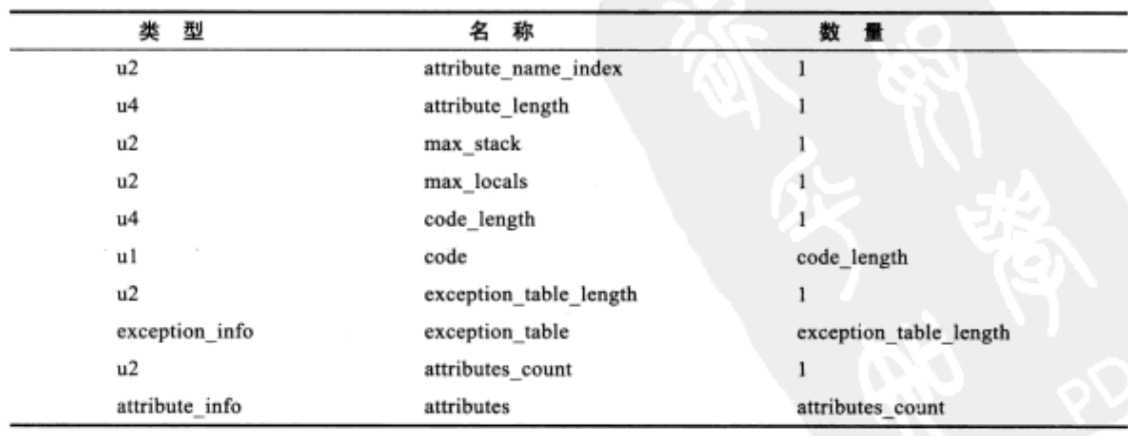 类 型 名 称 数 量
u2 attribute_name_index 1
u4 attribute_length 1
u2 max_stack 1
u2 max_locals 1
u4 code_length 1
u1 code code_length
u2 exception_table_length 1
exception_info exception_table exception_table_length
u2 attributes_count 1
attribute_info attributes attributes_count
PD